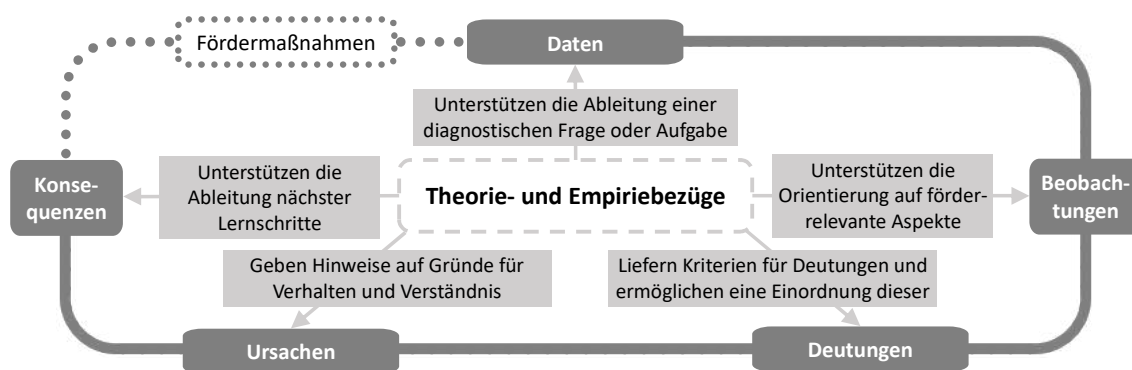 Fördermaßnahmen
Daten
Unterstützen die Ableitung einer
diagnostischen Frage oder Aufgabe
Konse-
quenzen
Unterstützen die
Ableitung nächster
Lernschritte
Theorie- und Empiriebezüge
Unterstützen die
Orientierung auf förder-
relevante Aspekte
Beobach-
tungen
Geben Hinweise auf Gründe für
Verhalten und Verständnis
Liefern Kriterien für Deutungen und
ermöglichen eine Einordnung dieser
Ursachen
Deutungen